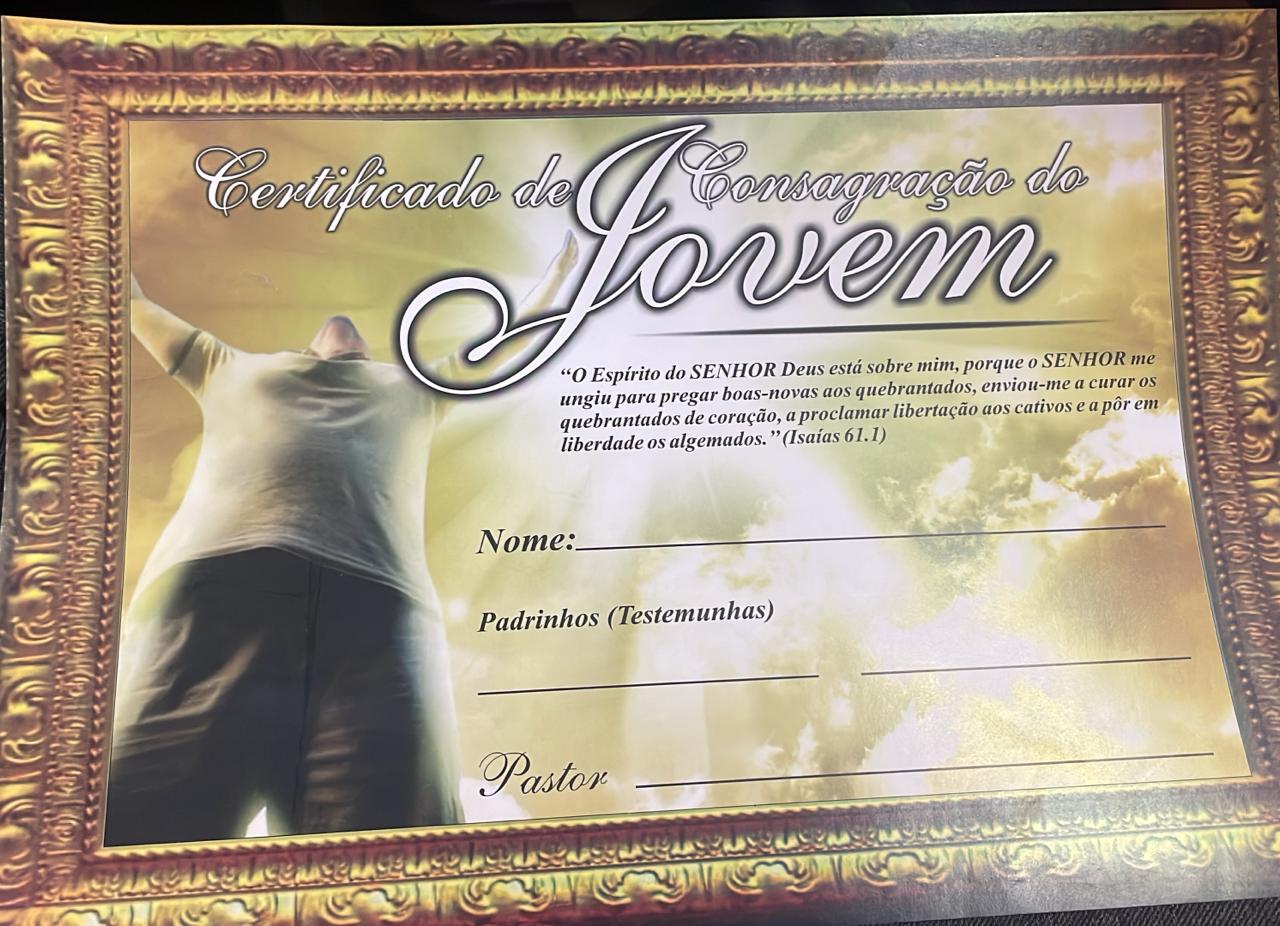 Certificado de Consagração do
Jovem
“O Espírito do SENHOR Deus está sobre mim, porque o SENHOR me
ungiu para pregar boas-novas aos quebrantados, enviou-me a curar os
quebrantados de coração, a proclamar libertação aos cativos e a pôr em
liberdade os algemados.” (Isaías 61.1)
Nome:
Padrinhos (Testemunhas)
Pastor